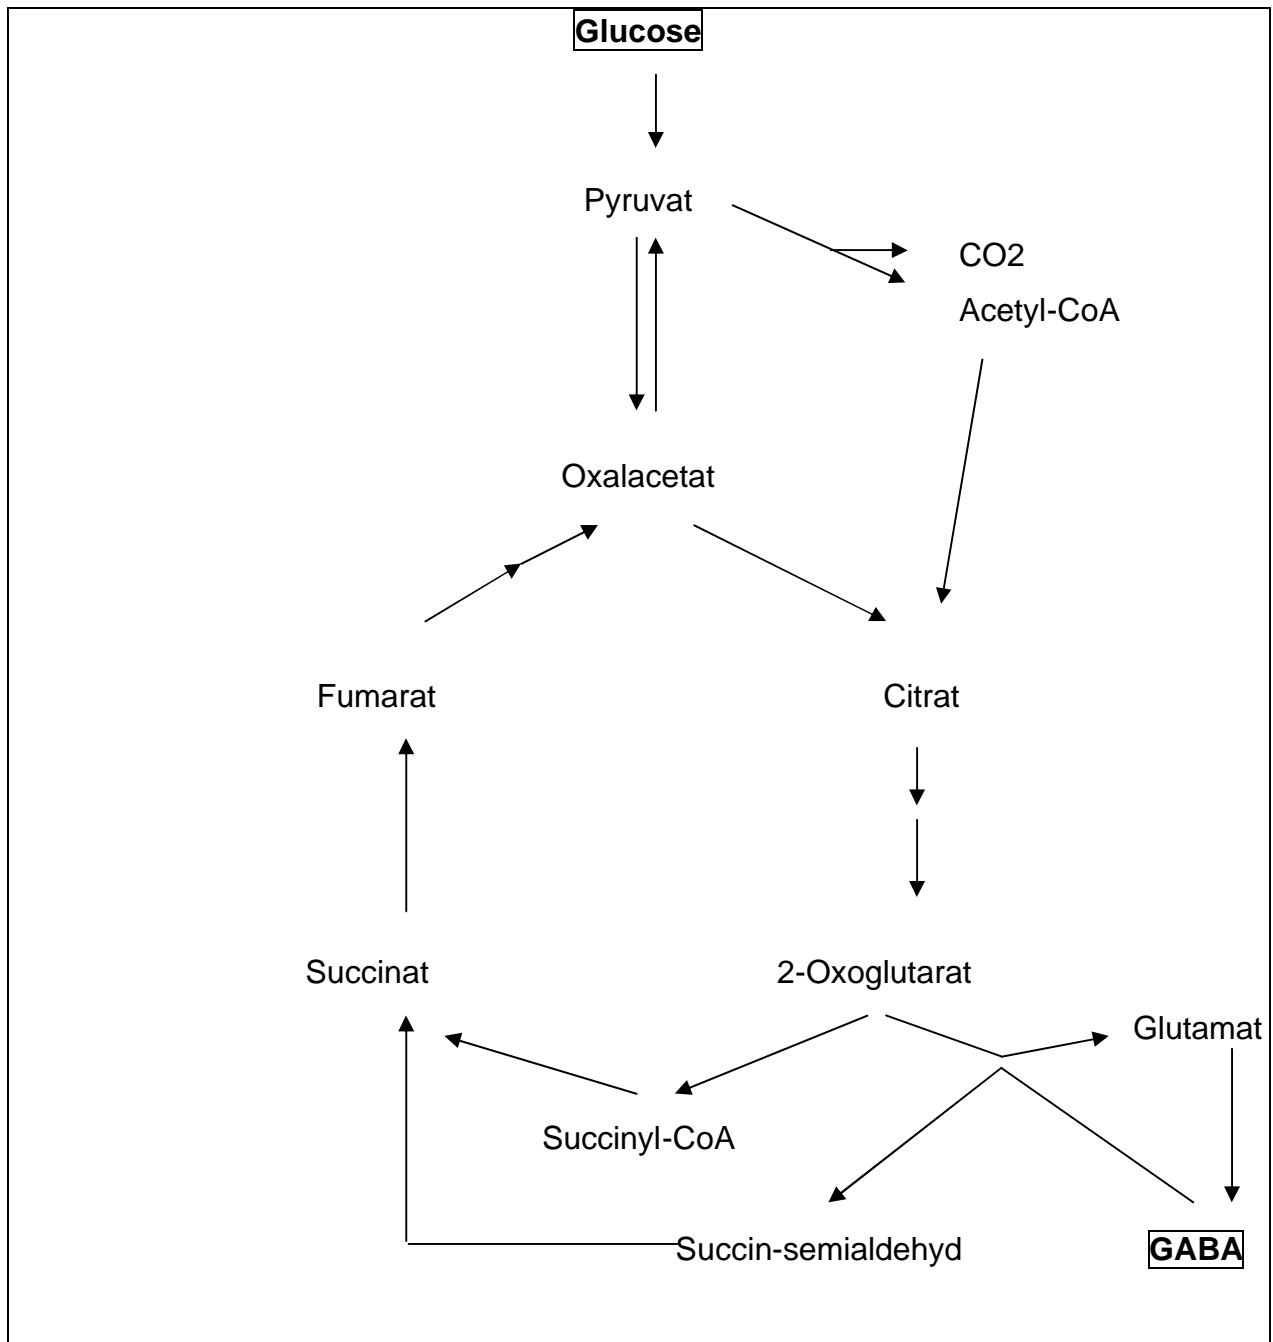 Glucose
Pyruvat
CO2
Acetyl-CoA
Oxalacetat
Fumarat
Citrat
Succinat
2-Oxoglutarat
Glutamat
Succinyl-CoA
Succin-semialdehyd
GABA